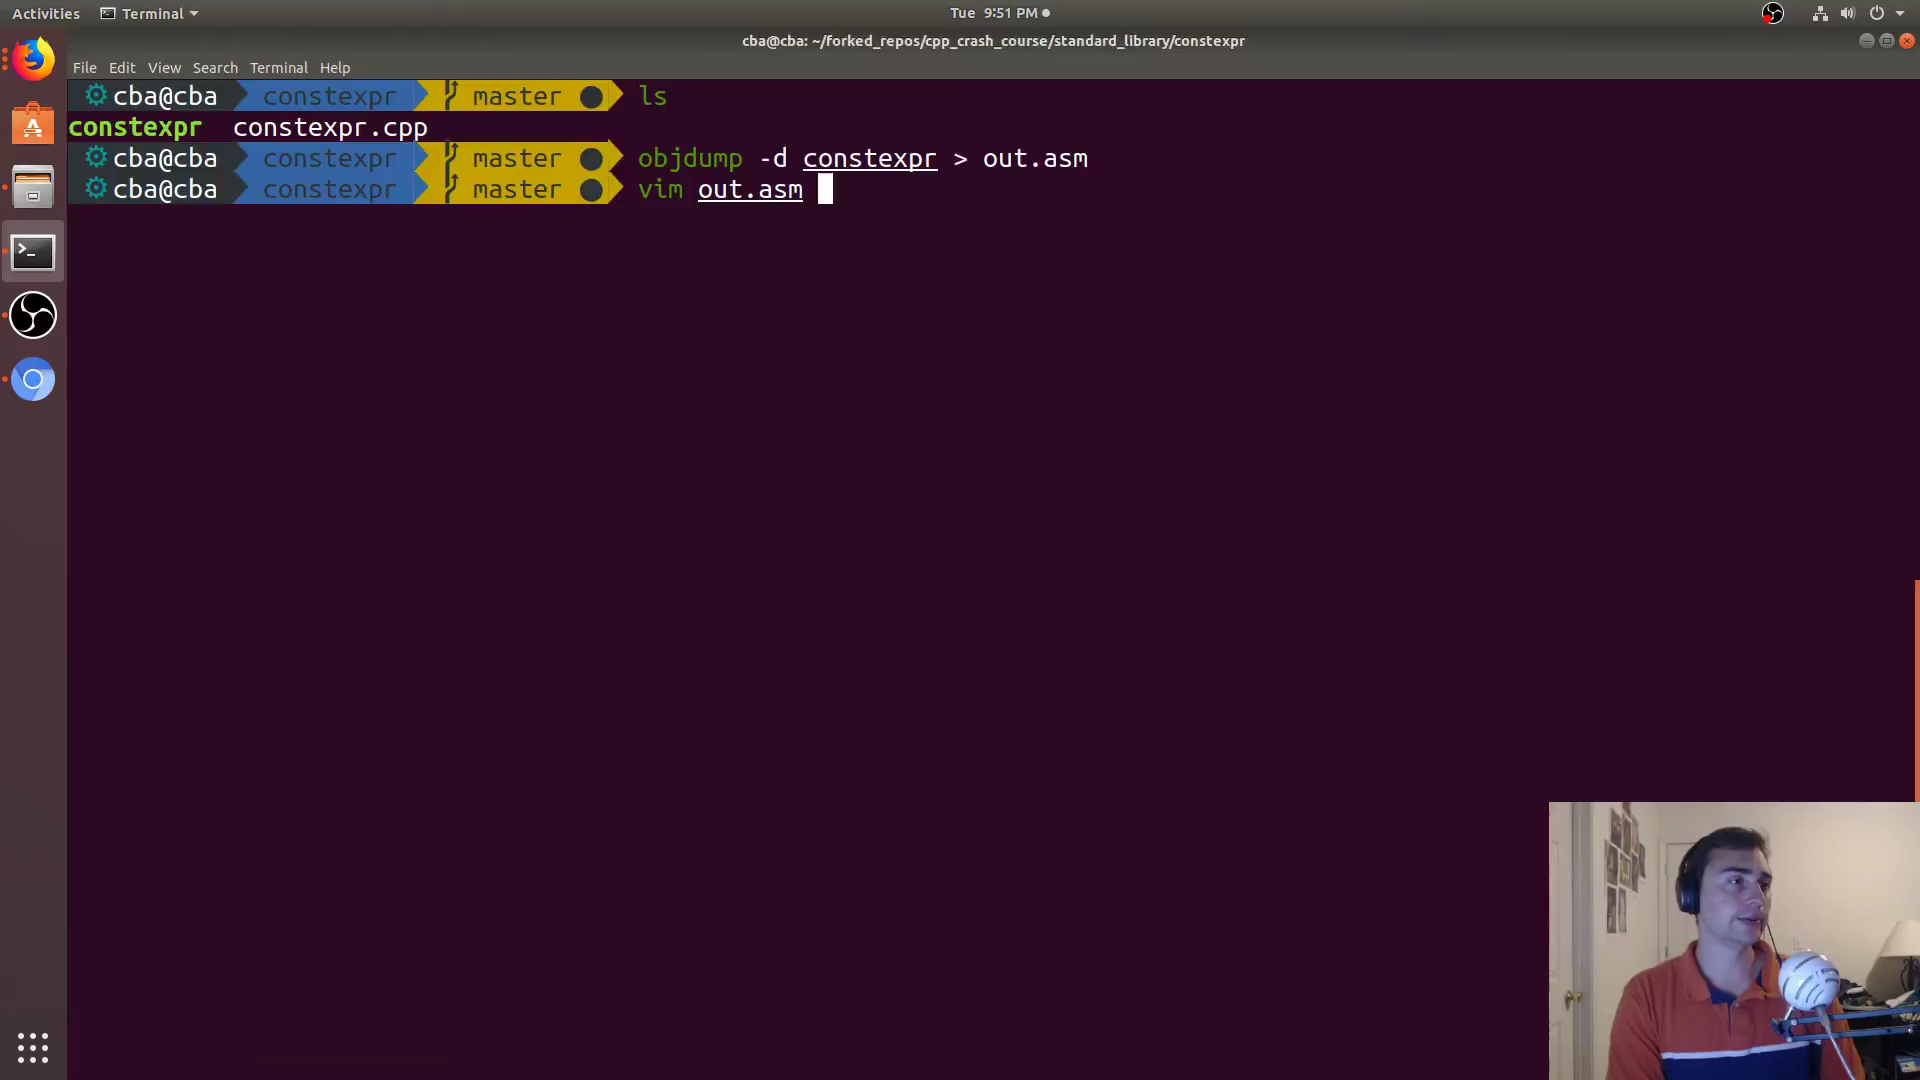 Activities Terminal Tue 9:51 PM
cba@cba: ~/forked_repos/cpp_crash_course/standard_library/constexpr
File Edit View Search Terminal Help
cba@cba constexpr master ls
constexpr constexpr.cpp
cba@cba constexpr master objdump -d constexpr > out.asm
cba@cba constexpr master vim out.asm